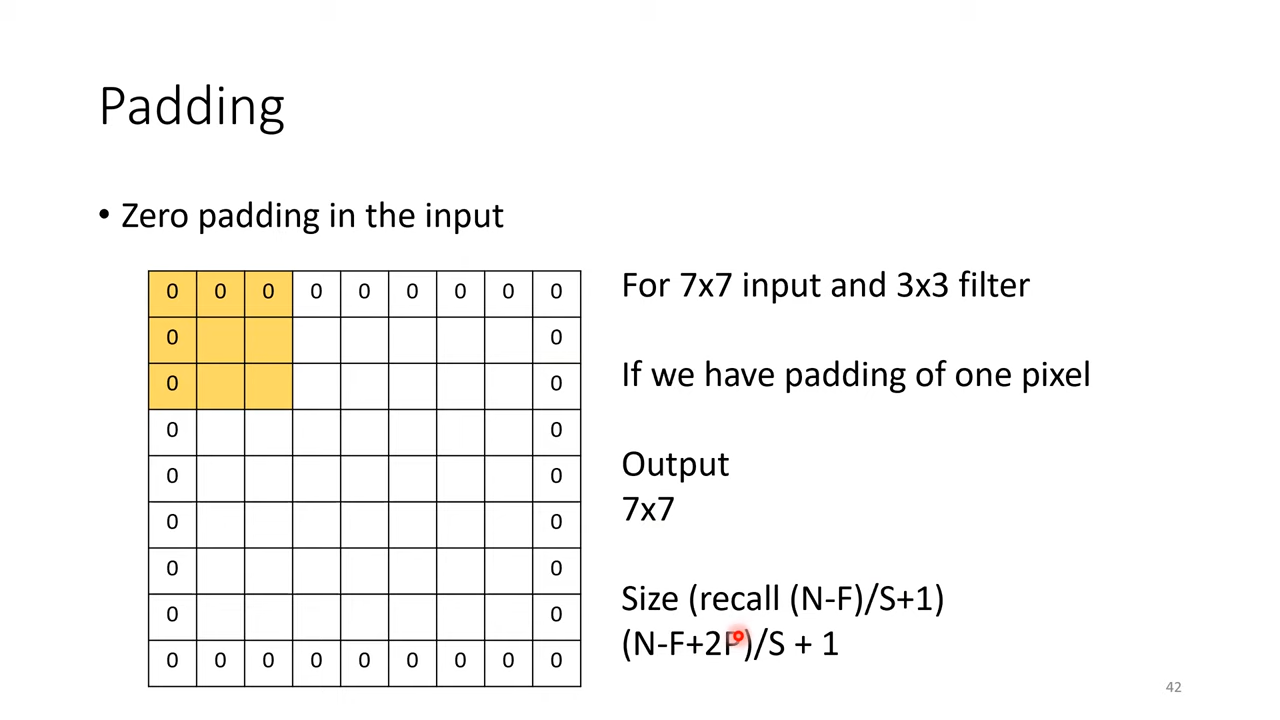 Padding
• Zero padding in the input
0 0 0 0 0 0 0 0 0
0 0
0 0
0 0
0 0
0 0
0 0
0 0
0 0 0 0 0 0 0 0 0
For 7x7 input and 3x3 filter
If we have padding of one pixel
Output
7x7
Size (recall (N-F)/S+1)
(N-F+2P)/S + 1
42